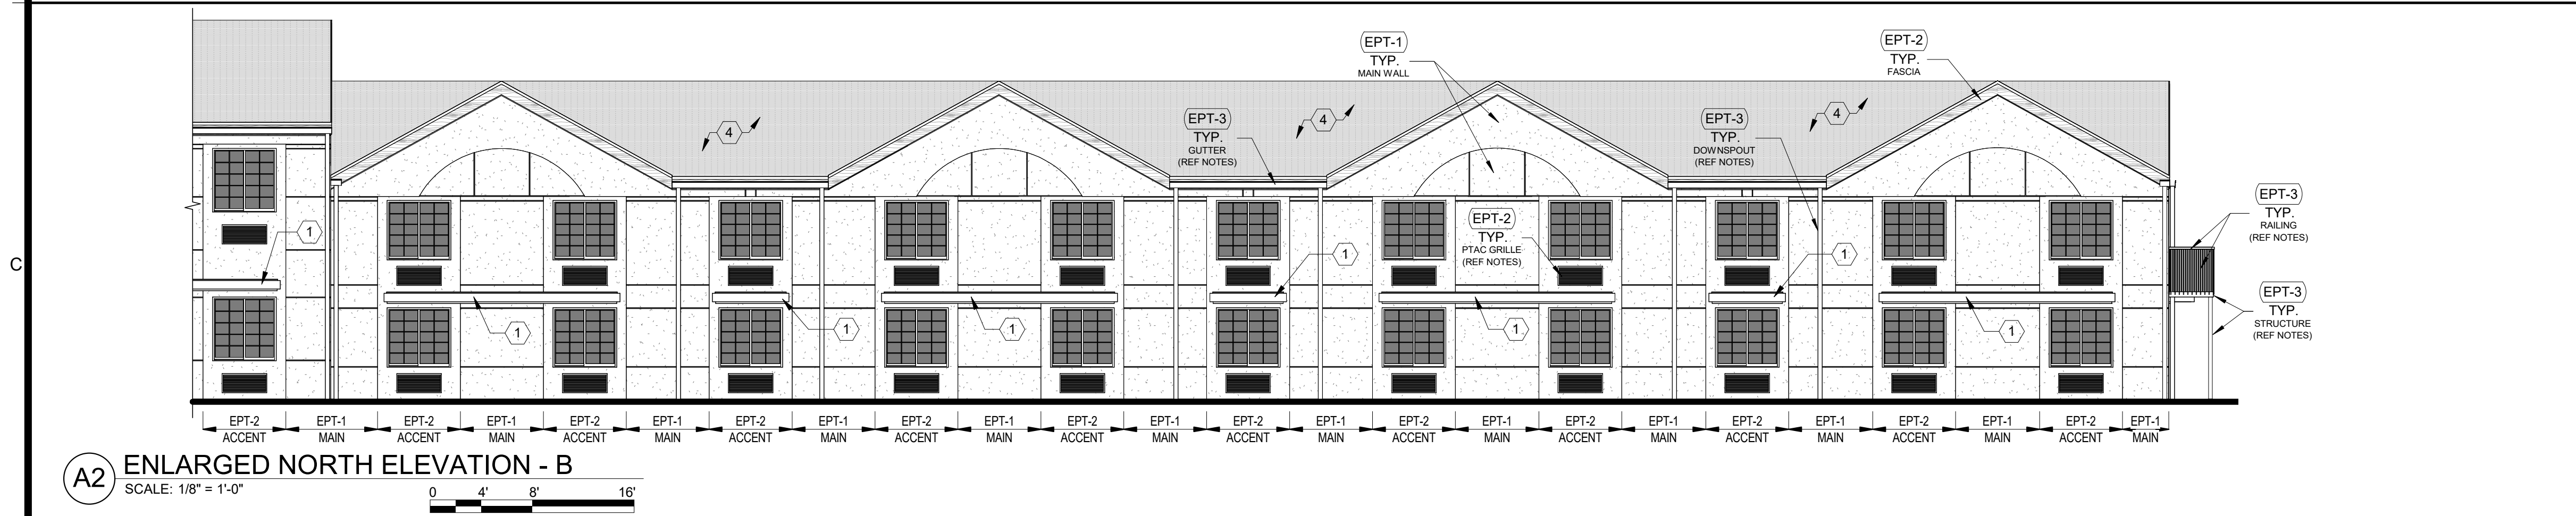 EPT-1
TYP.
MAIN WALL
EPT-2
TYP.
FASCIA
4
EPT-3
TYP.
GUTTER
(REF NOTES)
4
EPT-3
TYP.
DOWNSPOUT
(REF NOTES)
4
EPT-3
TYP.
RAILING
(REF NOTES)
EPT-2
TYP.
PTAC GRILLE
(REF NOTES)
1
1
1
C
EPT-3
TYP.
STRUCTURE
(REF NOTES)
1
1
1
1
1
EPT-2 EPT-1 EPT-2 EPT-1 EPT-2 EPT-1 EPT-2 EPT-1 EPT-2 EPT-1 EPT-2 EPT-1 EPT-2 EPT-1 EPT-2 EPT-1 EPT-2 EPT-1 EPT-2 EPT-1 EPT-2 EPT-1 EPT-2 EPT-1
ACCENT MAIN ACCENT MAIN ACCENT MAIN ACCENT MAIN ACCENT MAIN ACCENT MAIN ACCENT MAIN ACCENT MAIN ACCENT MAIN ACCENT MAIN ACCENT MAIN ACCENT MAIN
A2
ENLARGED NORTH ELEVATION - B
SCALE: 1/8" = 1'-0"
0 4' 8' 16'